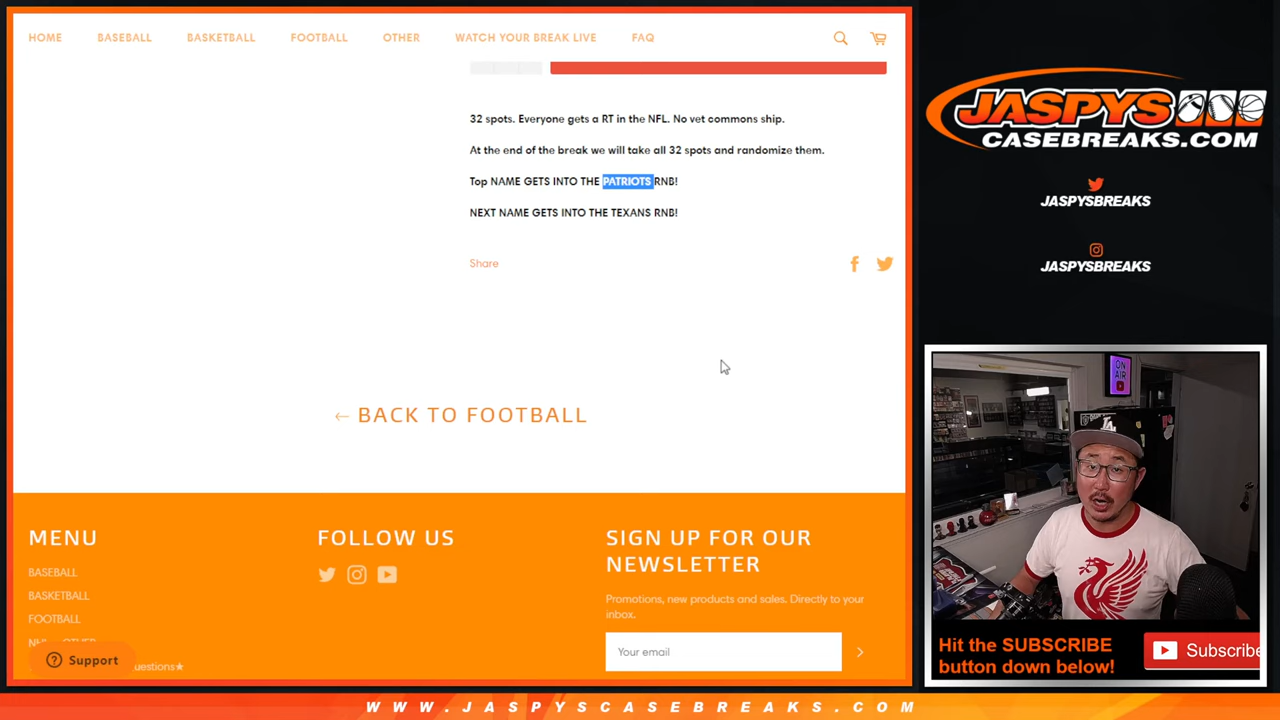 HOME BASEBALL BASKETBALL FOOTBALL OTHER WATCH YOUR BREAK LIVE FAQ
32 spots. Everyone gets a RT in the NFL. No vet commons ship.
At the end of the break we will take all 32 spots and randomize them.
Top NAME GETS INTO THE PATRIOTS RNB!
NEXT NAME GETS INTO THE TEXANS RNB!
Share
← BACK TO FOOTBALL
MENU
BASEBALL
BASKETBALL
FOOTBALL
Support
uestions★
FOLLOW US
SIGN UP FOR OUR
NEWSLETTER
Promotions, new products and sales. Directly to your
inbox.
Your email
JASPYS
CASEBREAKS.COM
JASPYSBREAKS
JASPYSBREAKS
ON
AIR
LA
Hit the SUBSCRIBE
button down below!
Subscribe
WWW.JASPYSCASEBREAKS.COM